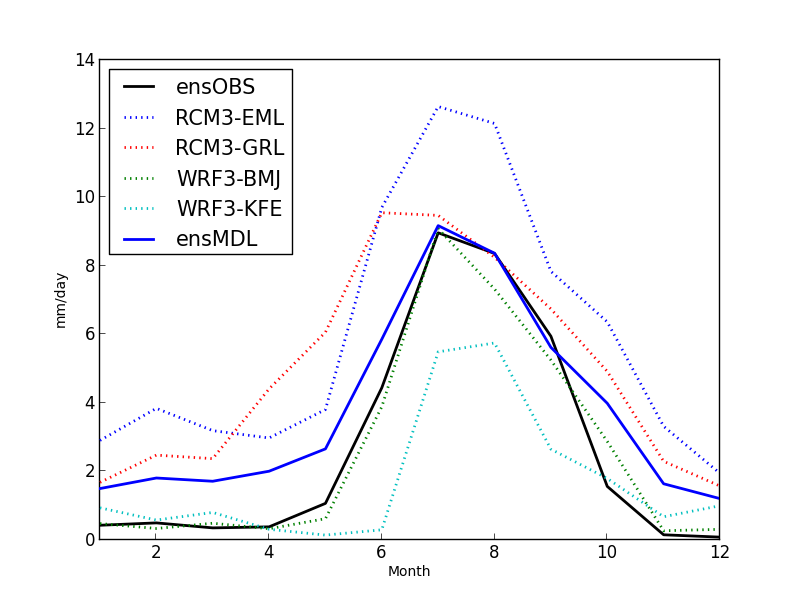 14
12
10
8
6
4
2
0
mm/day
ensOBS
RCM3-EML
RCM3-GRL
WRF3-BMJ
WRF3-KFE
ensMDL
2 4 6 8 10 12
Month